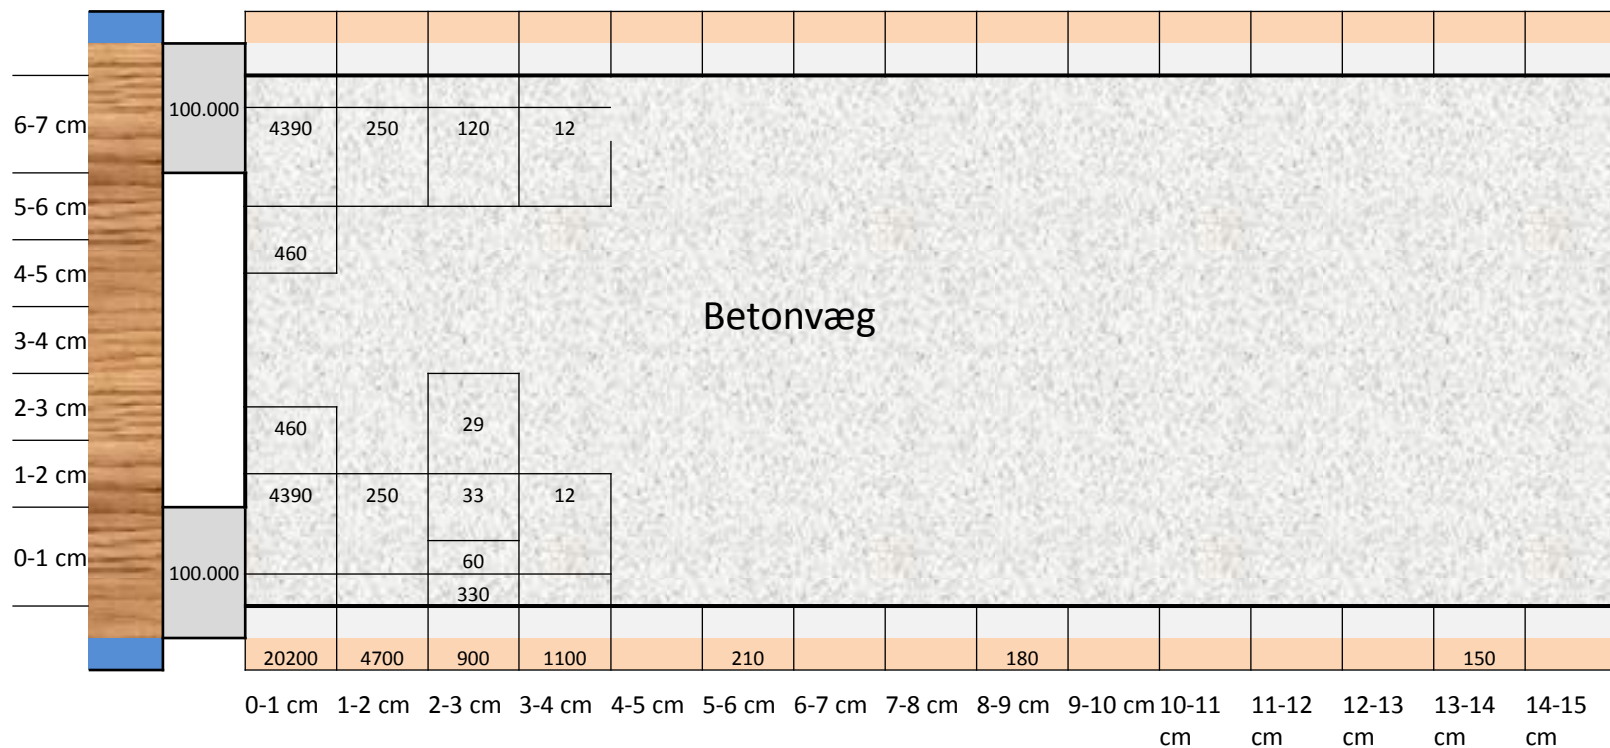 6-7 cm
100.000
4390 250 120 12
5-6 cm
460
4-5 cm
Betonvæg
3-4 cm
2-3 cm
460 29
1-2 cm
4390 250 33 12
0-1 cm
100.000
60
330
20200 4700 900 1100 210 180 150
0-1 cm 1-2 cm 2-3 cm 3-4 cm 4-5 cm 5-6 cm 6-7 cm 7-8 cm 8-9 cm 9-10 cm 10-11 cm 11-12 cm 12-13 cm 13-14 cm 14-15 cm